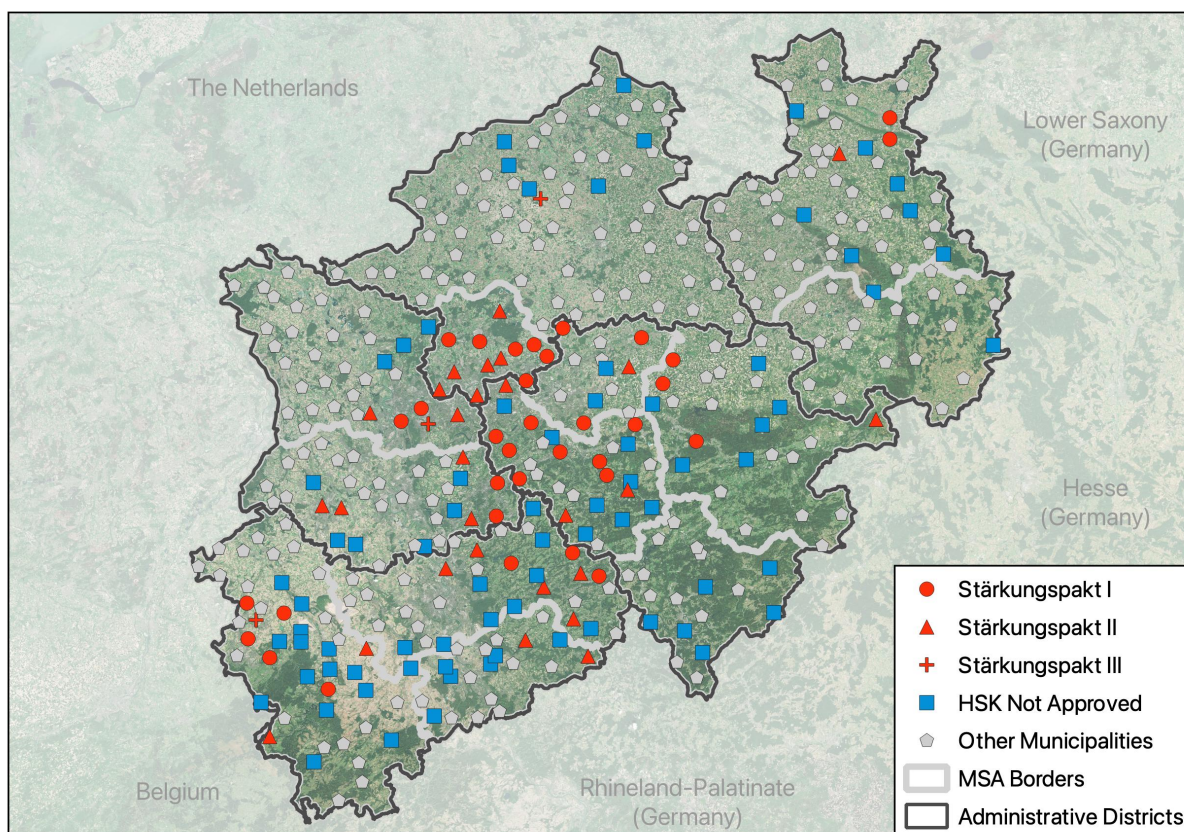 The Netherlands
Lower Saxony
(Germany)
Hesse
(Germany)
Belgium
Rhineland-Palatinate
(Germany)
Stärkungspakt I
Stärkungspakt II
Stärkungspakt III
HSK Not Approved
Other Municipalities
MSA Borders
Administrative Districts